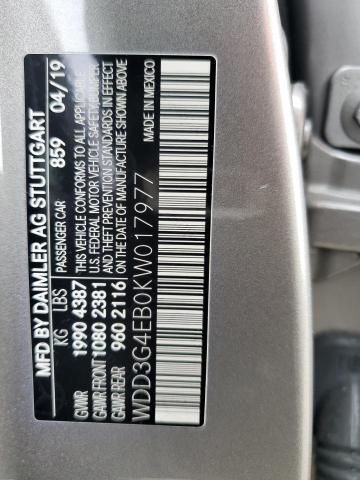 MFD BY DAIMLER AG STUTTGART
PASSENGER CAR 859 04/19
KG LBS
GVWR 1990 4387
GAWR FRONT 1080 2381
GAWR REAR 960 2116
THIS VEHICLE CONFORMS TO ALL APPLICABLE
U.S. FEDERAL MOTOR VEHICLE SAFETY, BUMPER,
AND THEFT PREVENTION STANDARDS IN EFFECT
ON THE DATE OF MANUFACTURE SHOWN ABOVE
WDD3G4EB0KW017977
MADE IN MEXICO